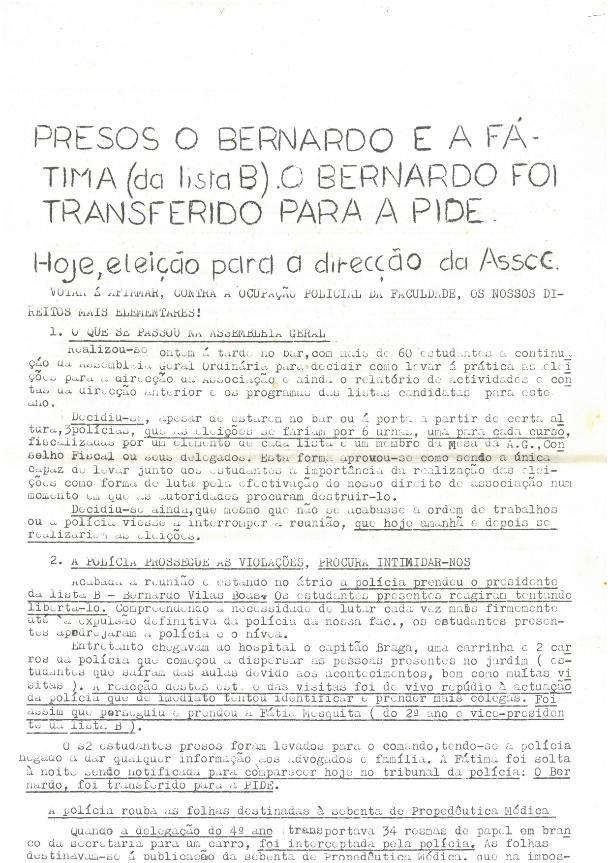 PRESOS O BERNARDO E A FÁ-
TIMA (da lista B). O BERNARDO FOI
TRANSFERIDO PARA A PIDE.
Hoje, eleição para a direcção da Assoc.
VOTAR É AFIRMAR, CONTRA A OCUPAÇÃO POLICIAL DA FACULDADE, OS NOSSOS DI-
REITOS MAIS ELEMENTARES!
1. O QUE SE PASSOU NA ASSEMBLEIA GERAL
Realizou-se ontem á tarde no bar, com mais de 60 estudantes a continu
ção da Assembleia Geral Ordinária para decidir como levar á prática as elei
ções para a direcção da Associação e ainda o relatório de actividades e con
tas da direcção anterior e os programas das listas candidatas para este
ano.
Decidiu-se, apesar de estarem no bar ou á porta a partir de certa al
tura, 3 polícias, que as eleições se fariam por 6 urnas, uma para cada curso,
fiscalizadas por um elemento de cada lista e um membro da Mesa da A.G., Con
selho Fiscal ou seus delegados. Esta forma aprovou-se como sendo a única
capaz de levar junto aos estudantes a importância da realização das elei-
ções como forma de luta pela efectivação do nosso direito de associação num
momento em que as autoridades procuram destruir-lo.
Decidiu-se ainda, que mesmo que não se acabasse a ordem de trabalhos
ou a polícia viesse a interromper a reunião, que hoje amanhã e depois se
realizariam as eleições.
2. A POLÍCIA PROSSEGUE AS VIOLAÇÕES, PROCURA INTIMIDAR-NOS
Acabada a reunião e estando no átrio a polícia prendeu o presidente
da lista B - Bernardo Vilas Boas. Os estudantes presentes reagiram tentando
liberta-lo. Compreendendo a necessidade de lutar cada vez mais firmemente
até à expulsão definitiva da polícia da nossa fac., os estudantes presen-
tes apedrejaram a polícia e o nívea.
Entretanto chegavam ao hospital o capitão Braga, uma carrinha e 2 car
ros da polícia que começou a dispersar as pessoas presentes no jardim ( es-
tudantes que saíram das aulas devido aos acontecimentos, bem como muitas vi
sitas ). A reacção destes est. e das visitas foi de vivo repúdio à actuação
da polícia que de imediato tentou identificar e prender mais colegas. Foi
assim que perseguiu e prendeu a Fátia Mesquita ( do 2º ano e vice-presiden
te da lista B ).
O s2 estudantes presos foram levados para o comando, tendo-se a polícia
negado a dar qualquer informação aos advogados e família. A Fátima foi solta
à noite sendo notificada para comparecer hoje no tribunal da polícia: O Ber
nardo, foi transferido para a PIDE.
A polícia rouba as folhas destinadas à sebenta de Propedêutica Médica
Quando a delegação do 4º ano transportava 34 resmas de papel em bran
co da secretaria para um carro, foi interceptada pela polícia. As folhas
destinavam-se á publicação da sebenta de Propedêutica Médica, que na impos-